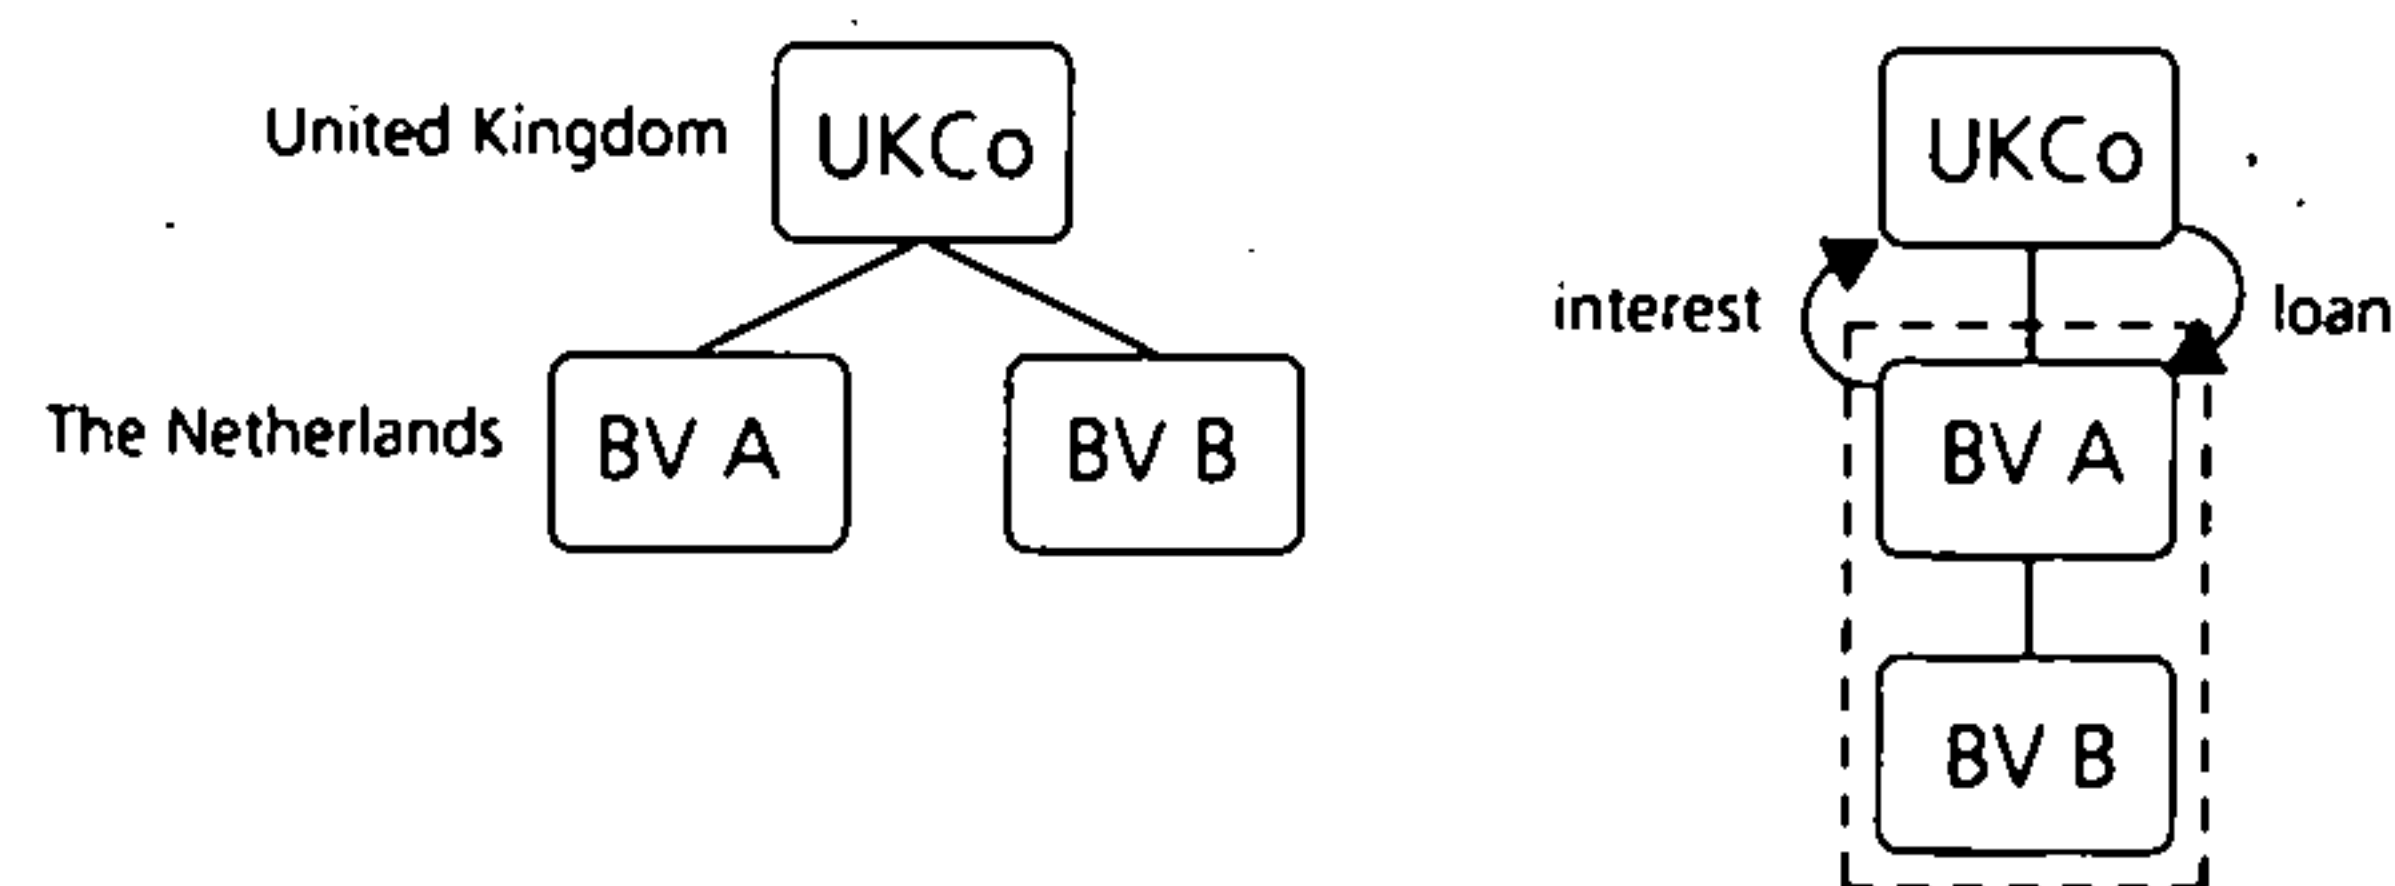 United Kingdom UKCo UKCo
interest loan
The Netherlands BV A BV B BV A
BV B